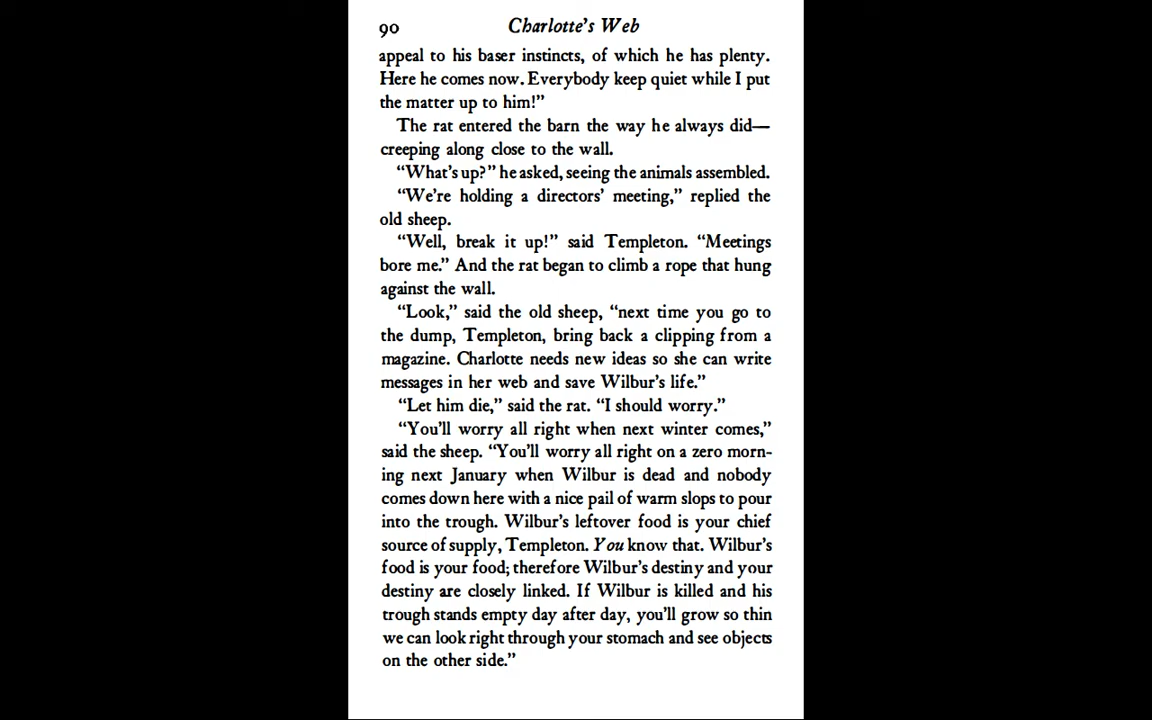 90 Charlotte's Web
appeal to his baser instincts, of which he has plenty.
Here he comes now. Everybody keep quiet while I put
the matter up to him!”
The rat entered the barn the way he always did—
creeping along close to the wall.
“What's up?” he asked, seeing the animals assembled.
“We're holding a directors' meeting,” replied the
old sheep.
“Well, break it up!” said Templeton. “Meetings
bore me.” And the rat began to climb a rope that hung
against the wall.
“Look,” said the old sheep, “next time you go to
the dump, Templeton, bring back a clipping from a
magazine. Charlotte needs new ideas so she can write
messages in her web and save Wilbur's life.”
“Let him die,” said the rat. “I should worry.”
“You'll worry all right when next winter comes,”
said the sheep. “You'll worry all right on a zero morn-
ing next January when Wilbur is dead and nobody
comes down here with a nice pail of warm slops to pour
into the trough. Wilbur's leftover food is your chief
source of supply, Templeton. You know that. Wilbur's
food is your food; therefore Wilbur's destiny and your
destiny are closely linked. If Wilbur is killed and his
trough stands empty day after day, you'll grow so thin
we can look right through your stomach and see objects
on the other side.”